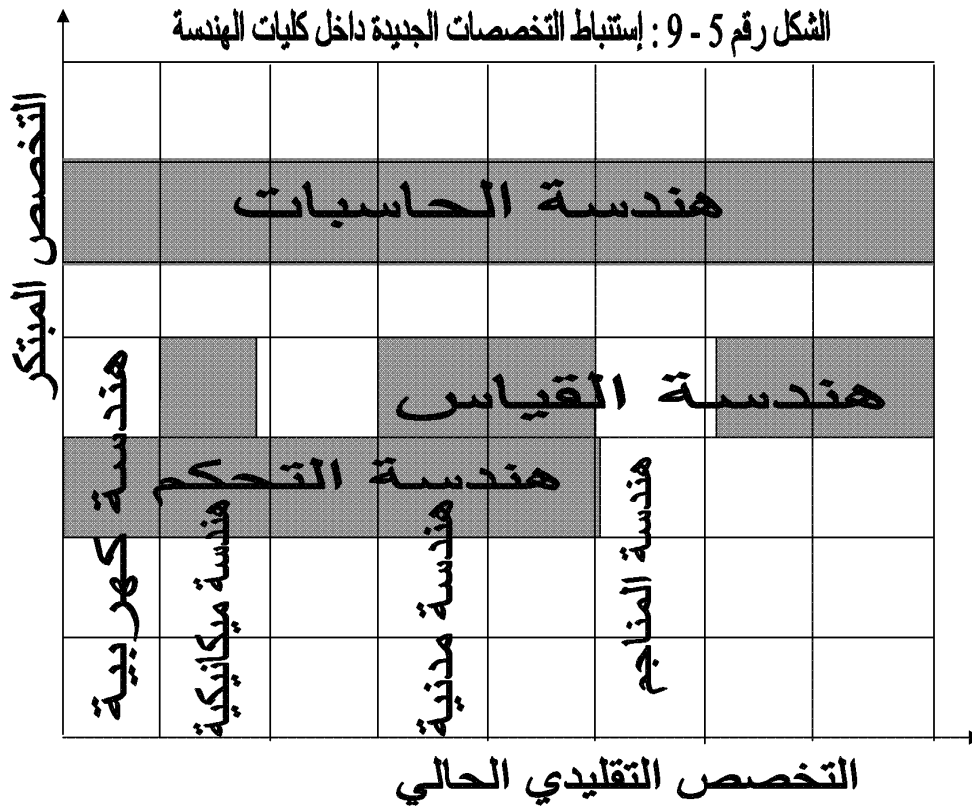 الشكل رقم 5 - 9 : إستنباط التخصصات الجديدة داخل كليات الهندسة
التخصص المبتكر
هندسة الحاسبات
هندسة القياس
هندسة التحكم
هندسة كهربية
هندسة ميكانيكية
هندسة مدنية
هندسة المناجم
التخصص التقليدي الحالي